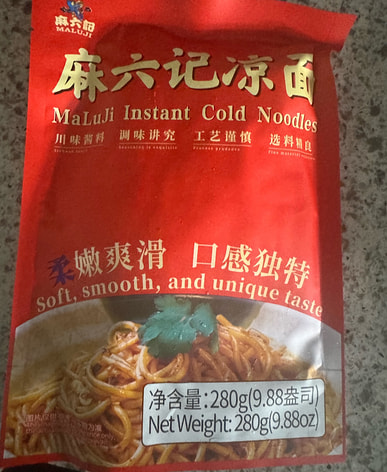 麻六記
MALUJI
麻六记凉面
MaLuJi Instant Cold Noodles
川味酱料 调味讲究 工艺谨慎 选料精良
柔嫩爽滑 口感独特
Soft, smooth, and unique taste
净含量:280g(9.88盎司)
Net Weight: 280g(9.88oz)